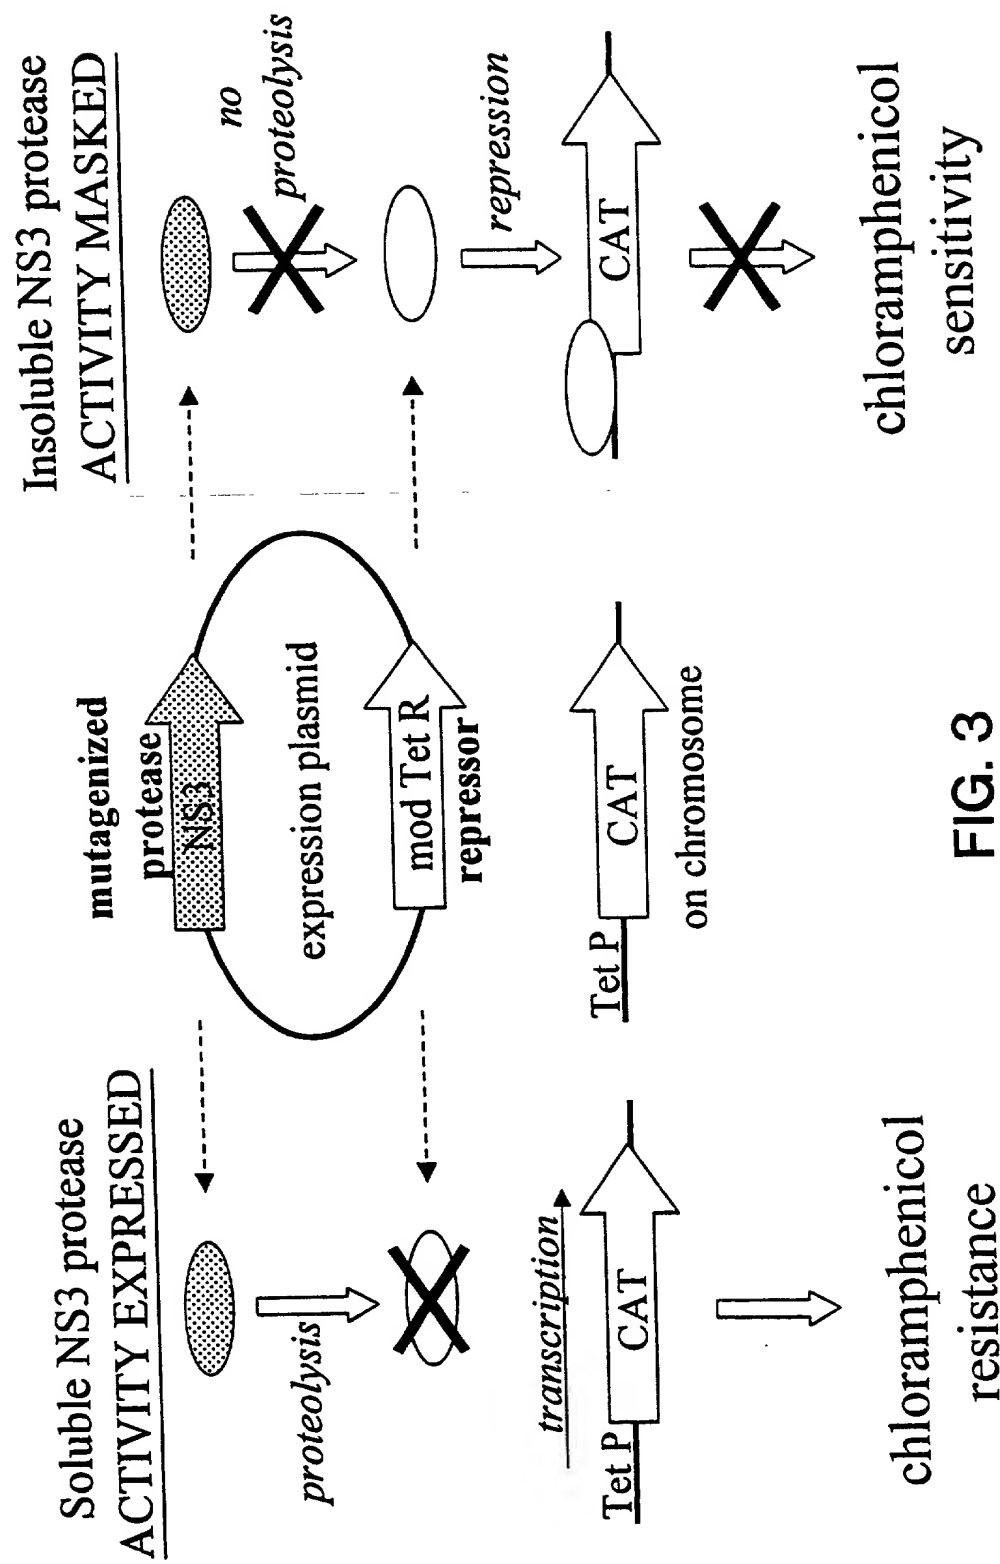 Soluble NS3 protease
ACTIVITY EXPRESSED
proteolysis
transcription
Tet P
CAT
chloramphenicol
resistance
mutagenized
protease
NS3
expression plasmid
mod Tet R
repressor
Tet P
CAT
on chromosome
Insoluble NS3 protease
ACTIVITY MASKED
no
proteolysis
repression
CAT
chloramphenicol
sensitivity
FIG. 3